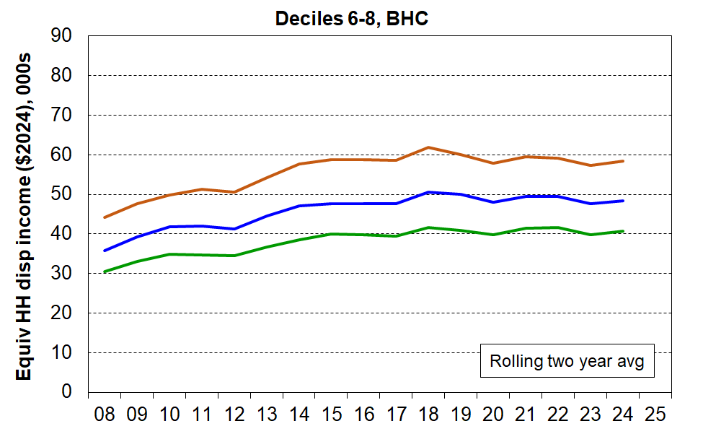 Deciles 6-8, BHC
Equiv HH disp income ($2024), 000s
90
80
70
60
50
40
30
20
10
0
Rolling two year avg
08 09 10 11 12 13 14 15 16 17 18 19 20 21 22 23 24 25